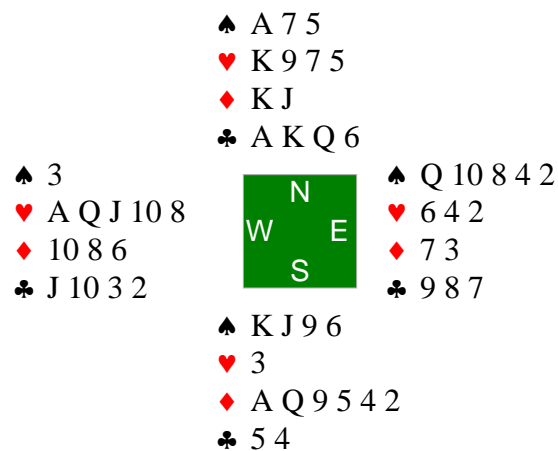 ♠ A 7 5
♥ K 9 7 5
♦ K J
♣ A K Q 6
♠ 3
♥ A Q J 10 8
♦ 10 8 6
♣ J 10 3 2
N
W E
S
♠ Q 10 8 4 2
♥ 6 4 2
♦ 7 3
♣ 9 8 7
♠ K J 9 6
♥ 3
♦ A Q 9 5 4 2
♣ 5 4